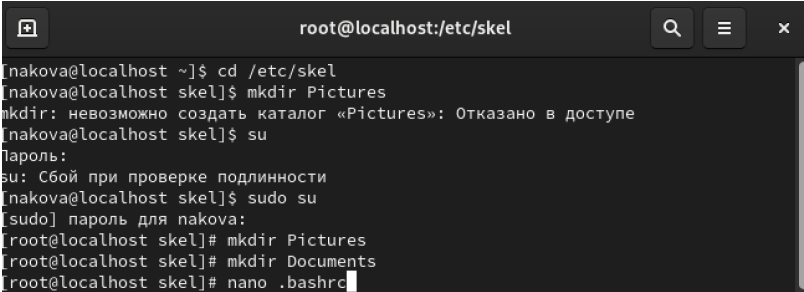 root@localhost:/etc/skel
[nakova@localhost ~]$ cd /etc/skel
[nakova@localhost skel]$ mkdir Pictures
mkdir: невозможно создать каталог «Pictures»: Отказано в доступе
[nakova@localhost skel]$ su
Пароль:
su: Сбой при проверке подлинности
[nakova@localhost skel]$ sudo su
[sudo] пароль для nakova:
[root@localhost skel]# mkdir Pictures
[root@localhost skel]# mkdir Documents
[root@localhost skel]# nano .bashrc